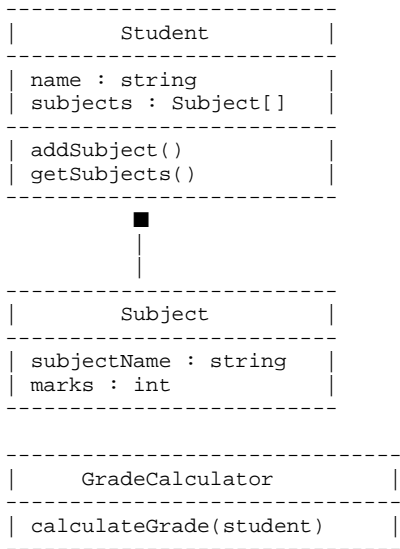 Student
name : string
subjects : Subject[]
addSubject()
getSubjects()
Subject
subjectName : string
marks : int
GradeCalculator
calculateGrade(student)